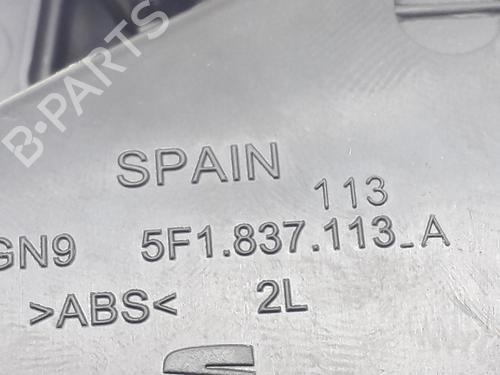 B-PARTS
SPAIN
113
GN9 5F1.837.113_A
>ABS< 2L